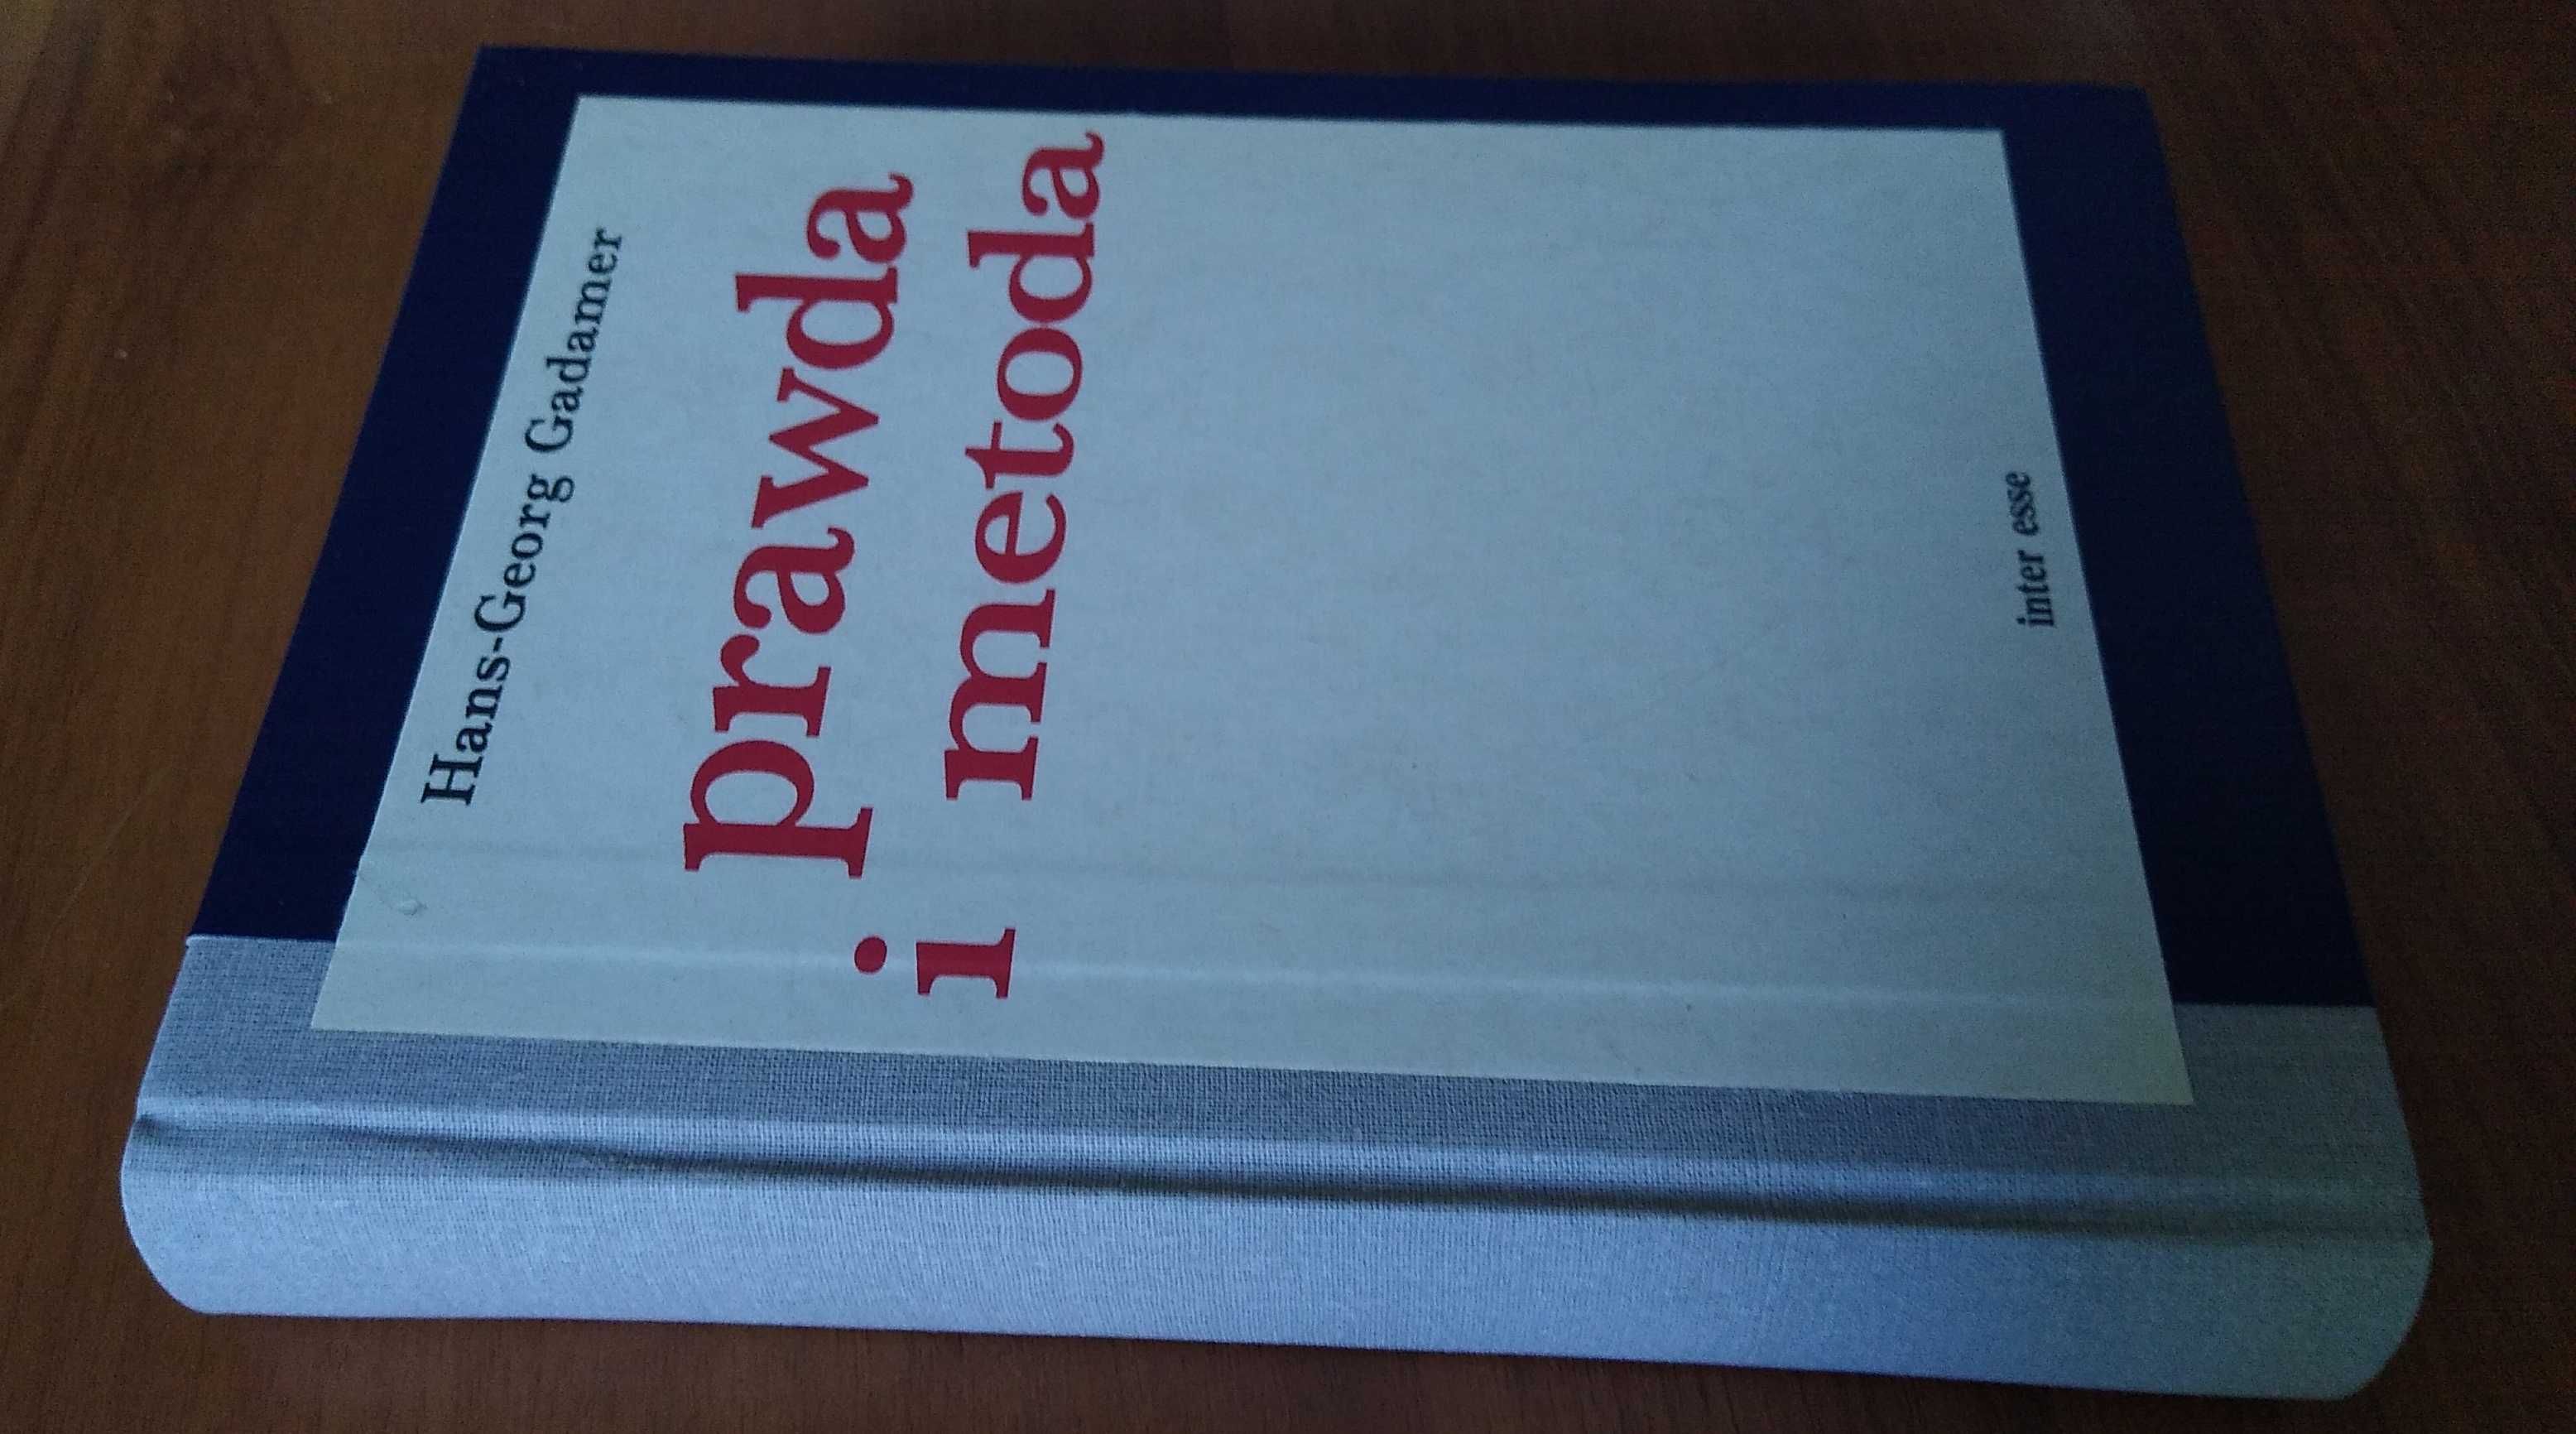 Hans-Georg Gadamer
prawda
i metoda
inter esse